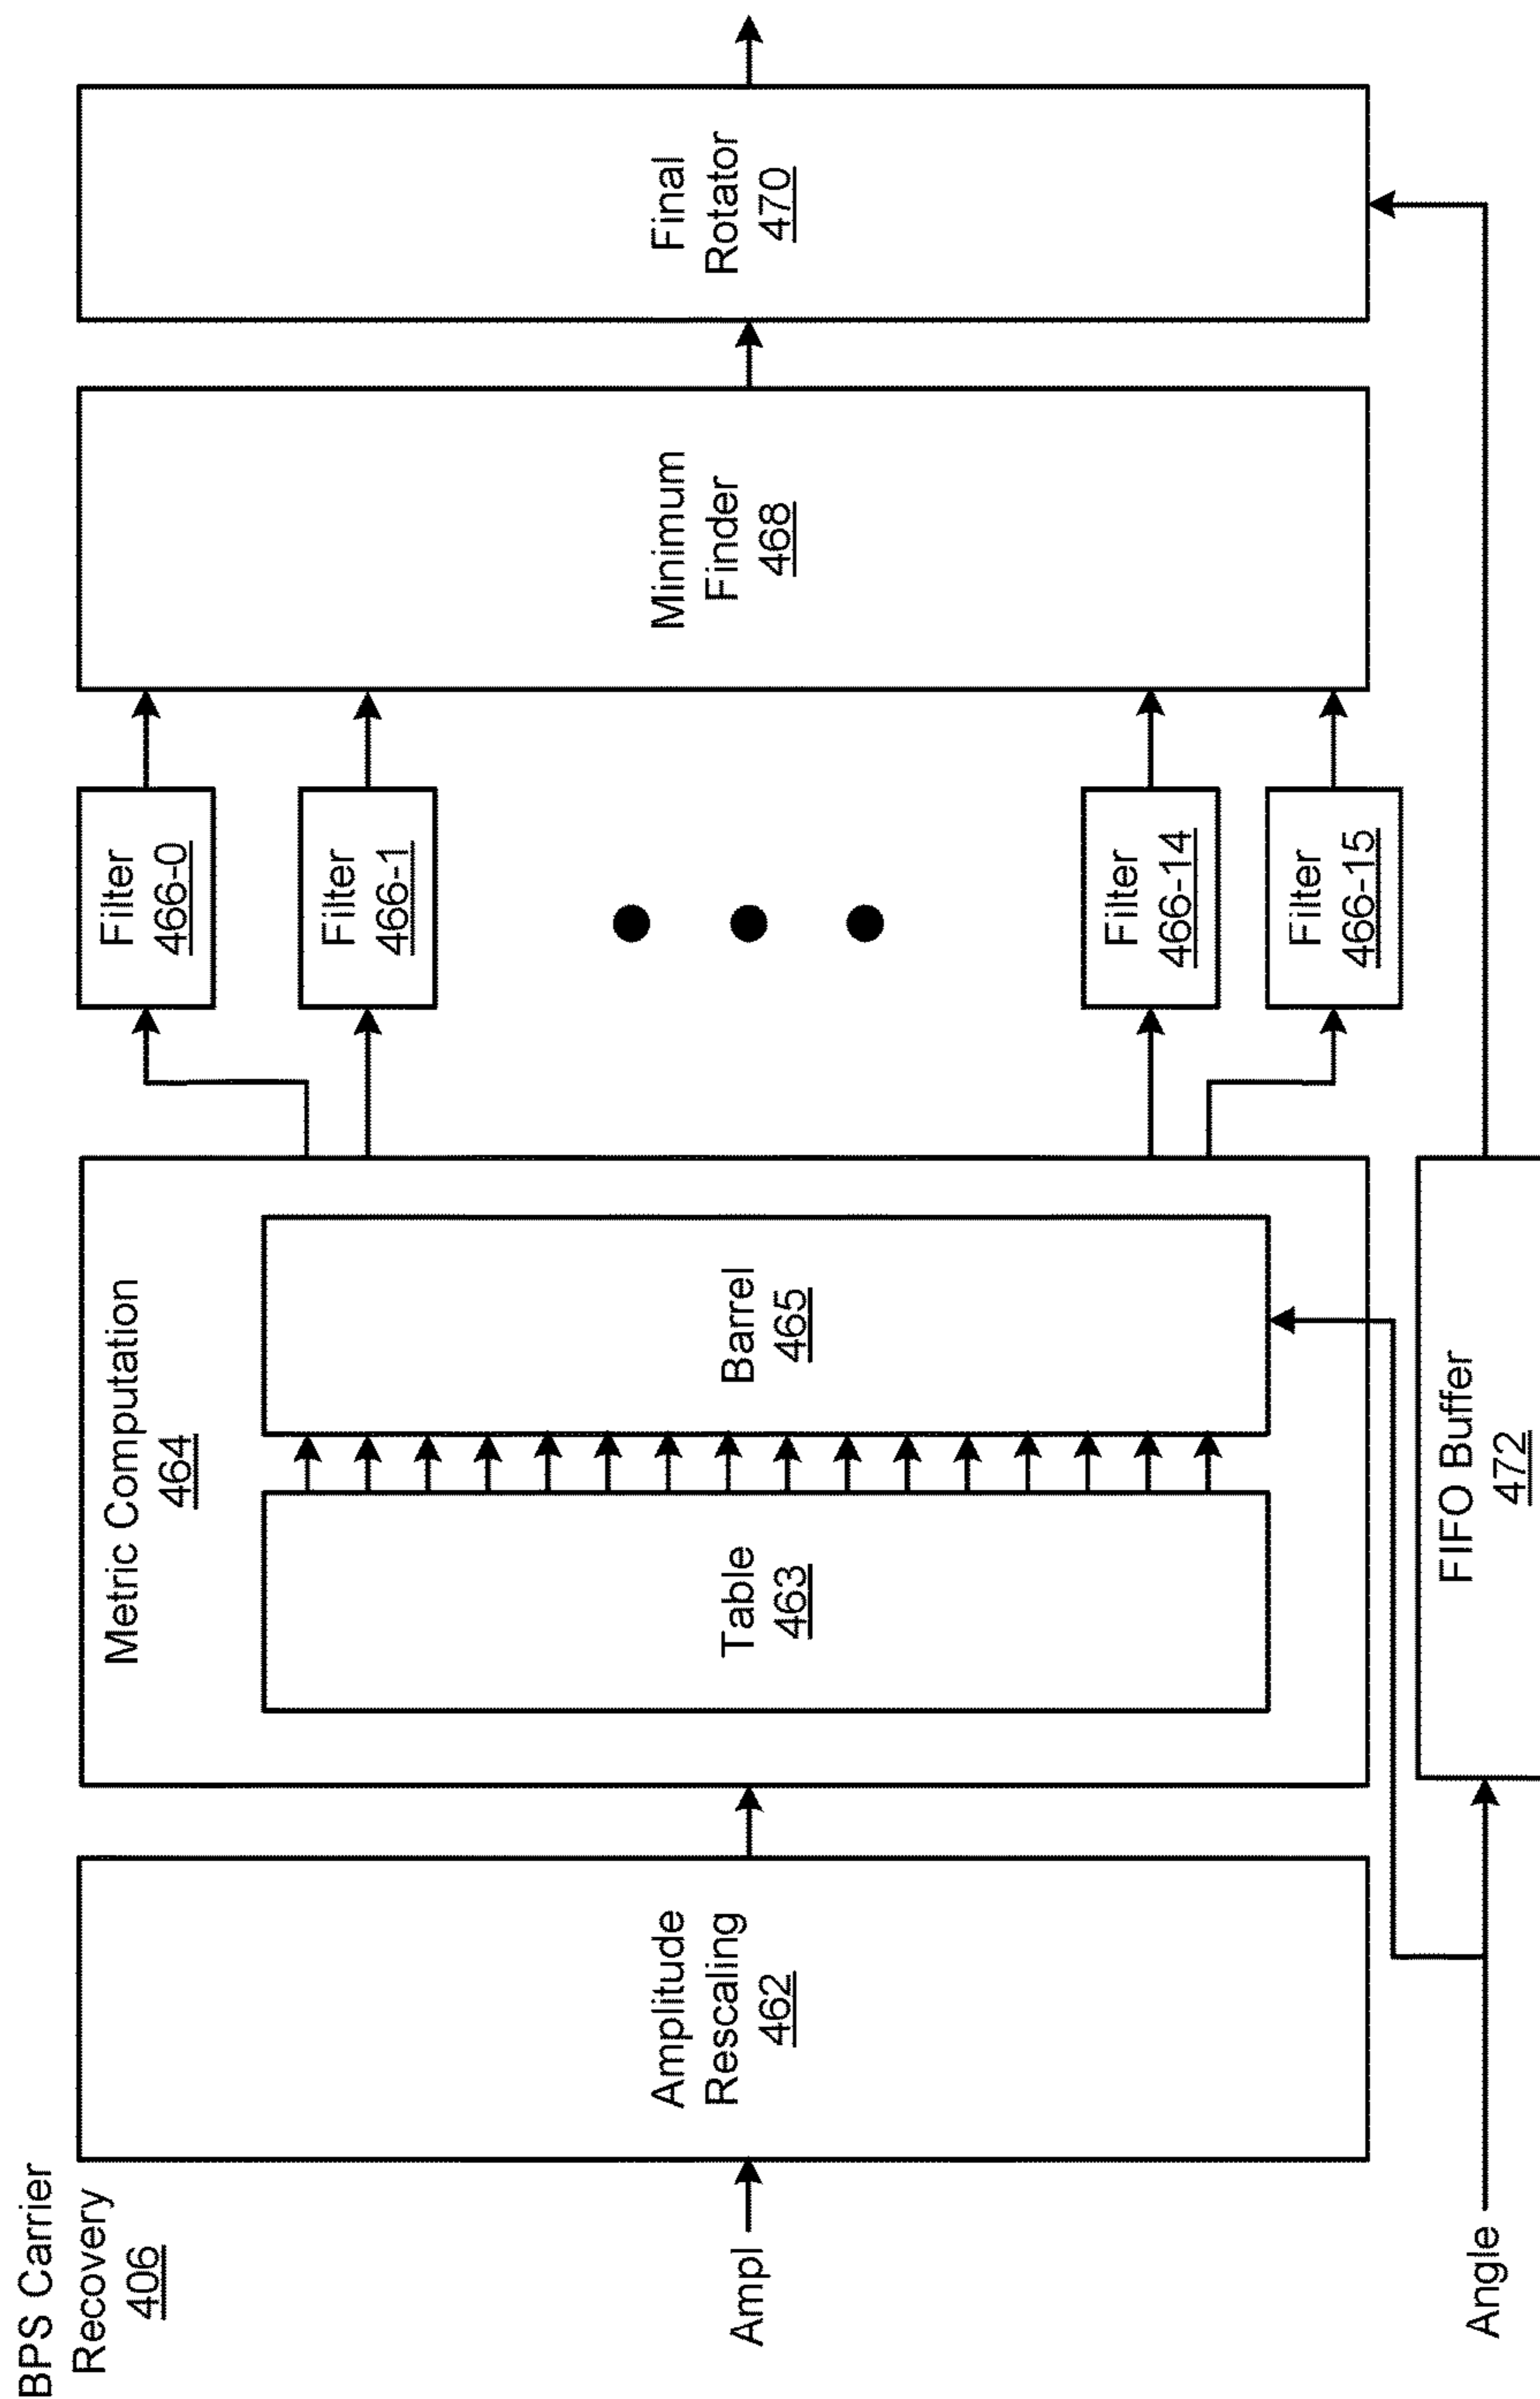 BPS Carrier
Recovery
406
Ampl
Angle
Amplitude
Rescaling
462
Metric Computation
464
Table
463
Barrel
465
FIFO Buffer
472
Filter
466-0
Filter
466-1
Filter
466-14
Filter
466-15
Minimum
Finder
468
Final
Rotator
470